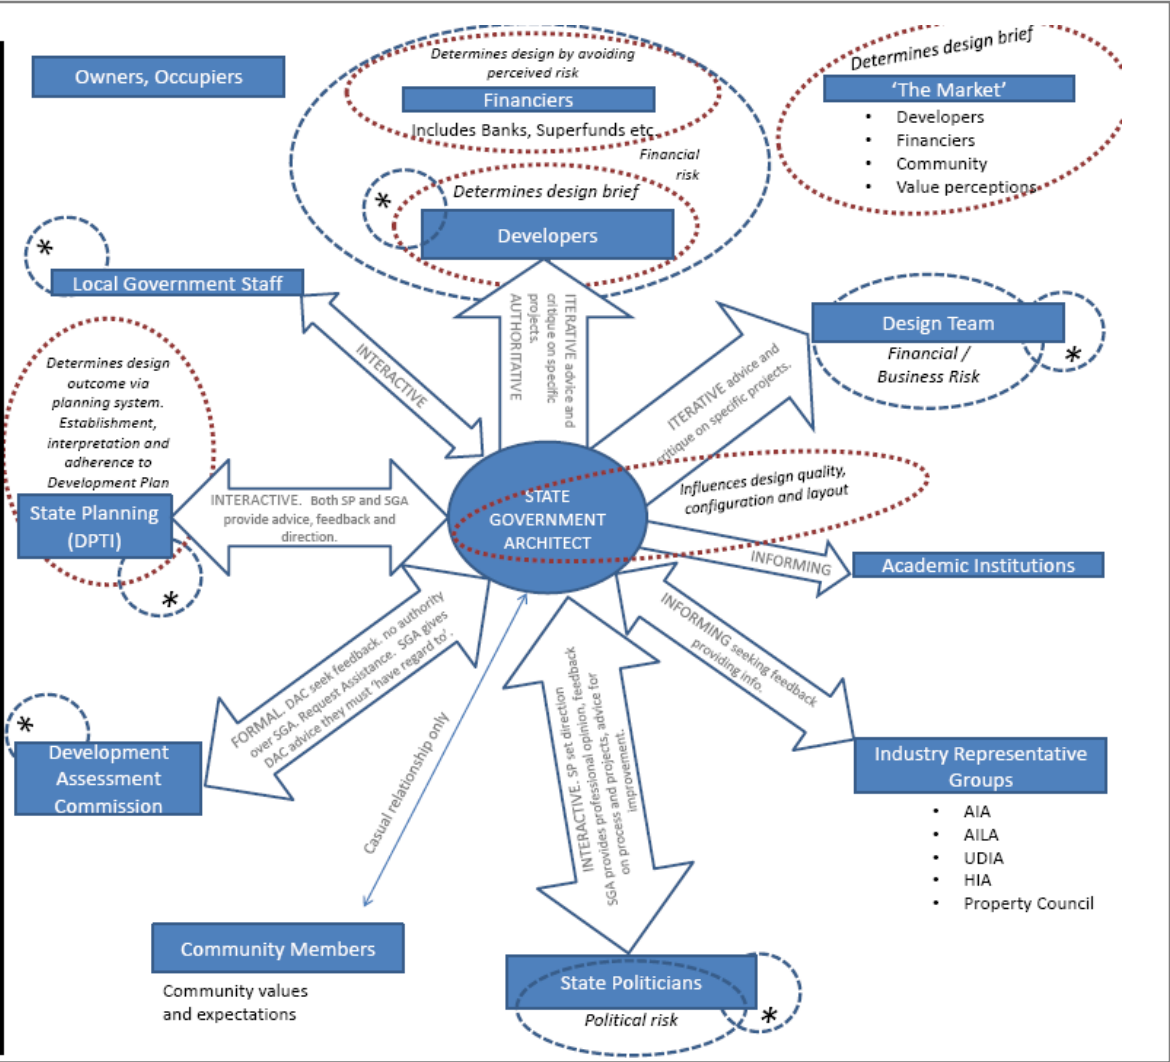 Owners, Occupiers
Determines design by avoiding
perceived risk
Financiers
Includes Banks, Superfunds etc.
Financial
risk
*
Determines design brief
Developers
Determines design brief
‘The Market’
• Developers
• Financiers
• Community
• Value perceptions
*
Local Government Staff
INTERACTIVE
ITERATIVE advice and
critique on specific
projects.
AUTHORITATIVE
ITERATIVE advice and
critique on specific projects.
Design Team
Financial /
Business Risk
*
Determines design
outcome via
planning system.
Establishment,
interpretation and
adherence to
Development Plan
State Planning
(DPTI)
*
INTERACTIVE. Both SP and SGA
provide advice, feedback and
direction.
STATE
GOVERNMENT
ARCHITECT
Influences design quality,
configuration and layout
INFORMING
Academic Institutions
FORMAL. DAC seek feedback. no authority
over SGA. Request Assistance. SGA gives
DAC advice they must ‘have regard to’.
*
Development
Assessment
Commission
Casual relationship only
INTERACTIVE. SP set direction
SGA provides professional opinion, feedback
on process and projects, advice for
improvement.
INFORMING seeking feedback
providing info.
Industry Representative
Groups
• AIA
• AILA
• UDIA
• HIA
• Property Council
Community Members
Community values
and expectations
State Politicians
Political risk
*